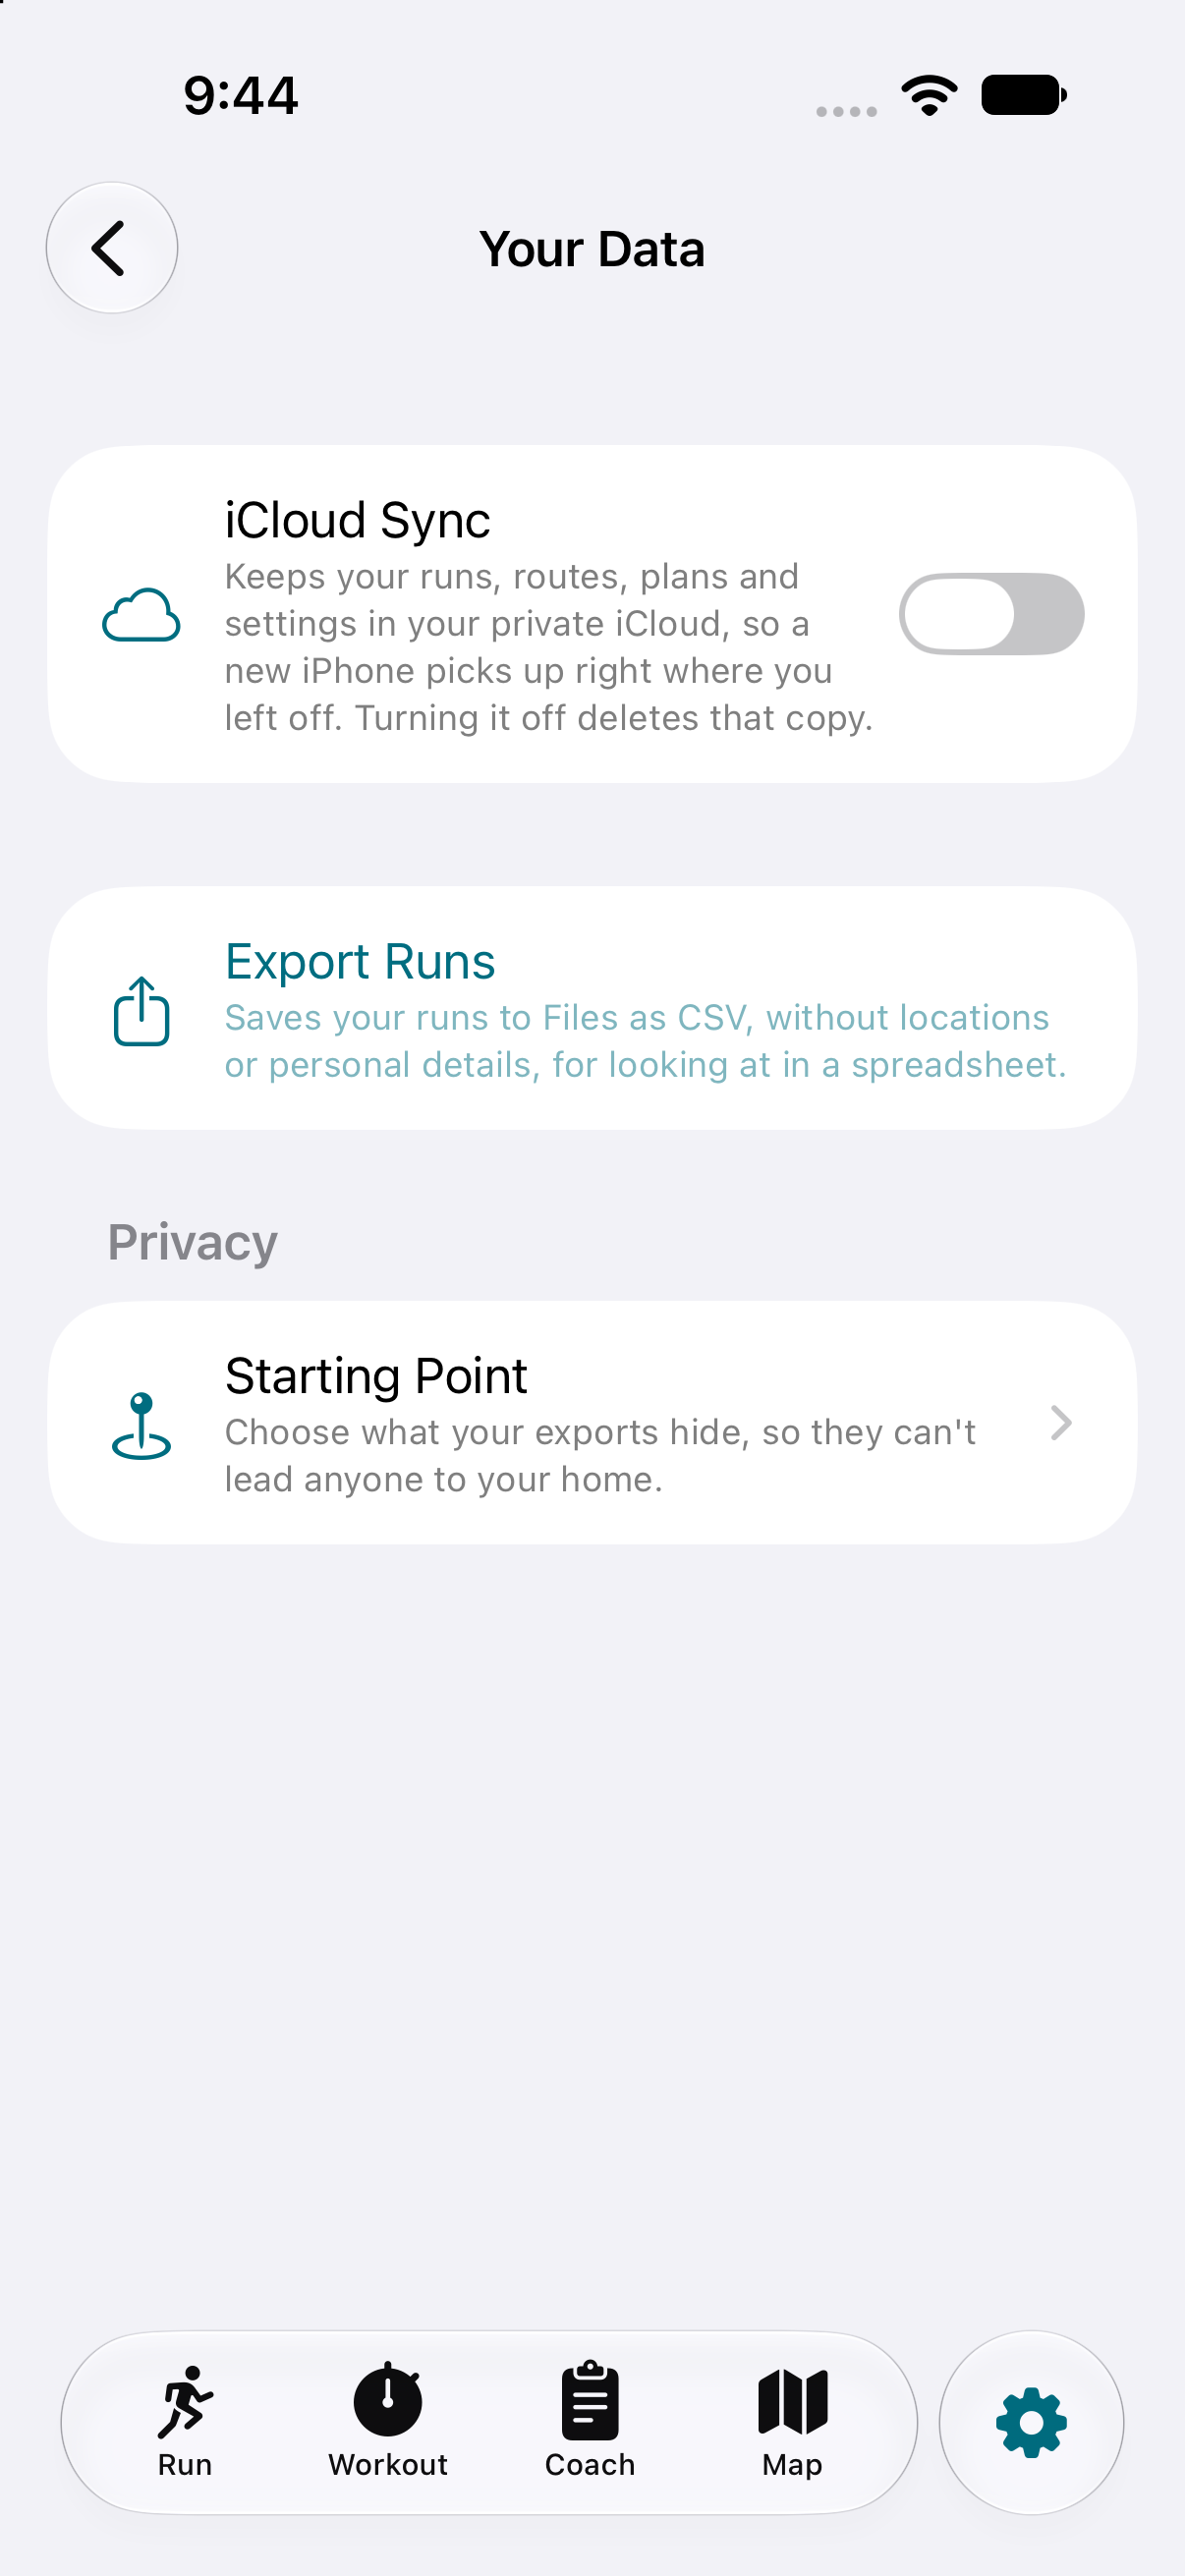 9:44
Your Data
iCloud Sync
Keeps your runs, routes, plans and
settings in your private iCloud, so a
new iPhone picks up right where you
left off. Turning it off deletes that copy.
Export Runs
Saves your runs to Files as CSV, without locations
or personal details, for looking at in a spreadsheet.
Privacy
Starting Point
Choose what your exports hide, so they can't
lead anyone to your home.
Run
Workout
Coach
Map